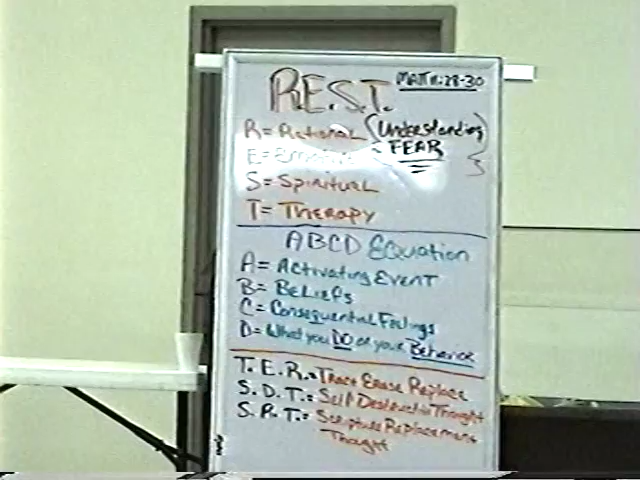 R.E.S.T. MATT 11:28-30
R= Rational (Understanding)
E= Emotive FEAR
S= Spiritual
T= Therapy
ABCD Equation
A= Activating Event
B= Beliefs
C= Consequential Feelings
D= What you DO or your Behavior
T. E. R.= Trace Erase Replace
S. D. T.= Self Destructive Thought
S. R. T.= Scripture Replacement
Thought